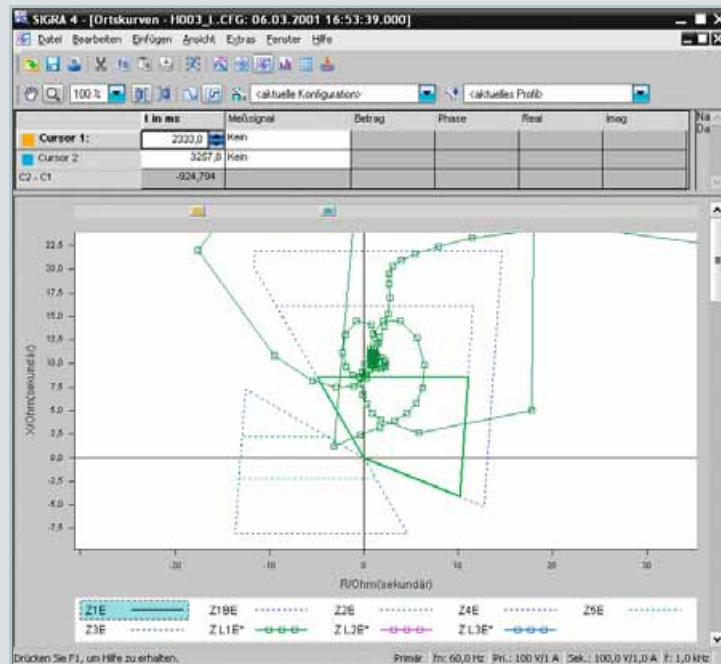 SIGRA 4 - [Ortskurven - H003_L.CFG: 06.03.2001 16:53:39.000]
Datei Bearbeiten Einfügen Ansicht Extras Fenster Hilfe
100 % <aktuelle Konfiguration> <aktuelles Profil>
t in ms Meßsignal Betrag Phase Real Imag Na
Cursor 1: 2333,0 Kein Da
Cursor 2: 3257,8 Kein
C2 - C1 -924,794
X/Ohm(sekundär)
22,5
20,0
17,5
15,0
12,5
10,0
7,5
5,0
2,5
0,0
-2,5
-5,0
-7,5
-20 -10 0 10 20 30
R/Ohm(sekundär)
Z1E Z1BE Z2E Z4E Z5E
Z3E Z L1E* Z L2E* Z L3E*
Drücken Sie F1, um Hilfe zu erhalten. Primär fn: 60,0 Hz Pri.: 100 V/1 A Sek.: 100,0 V/1,0 A f: 1,0 kHz